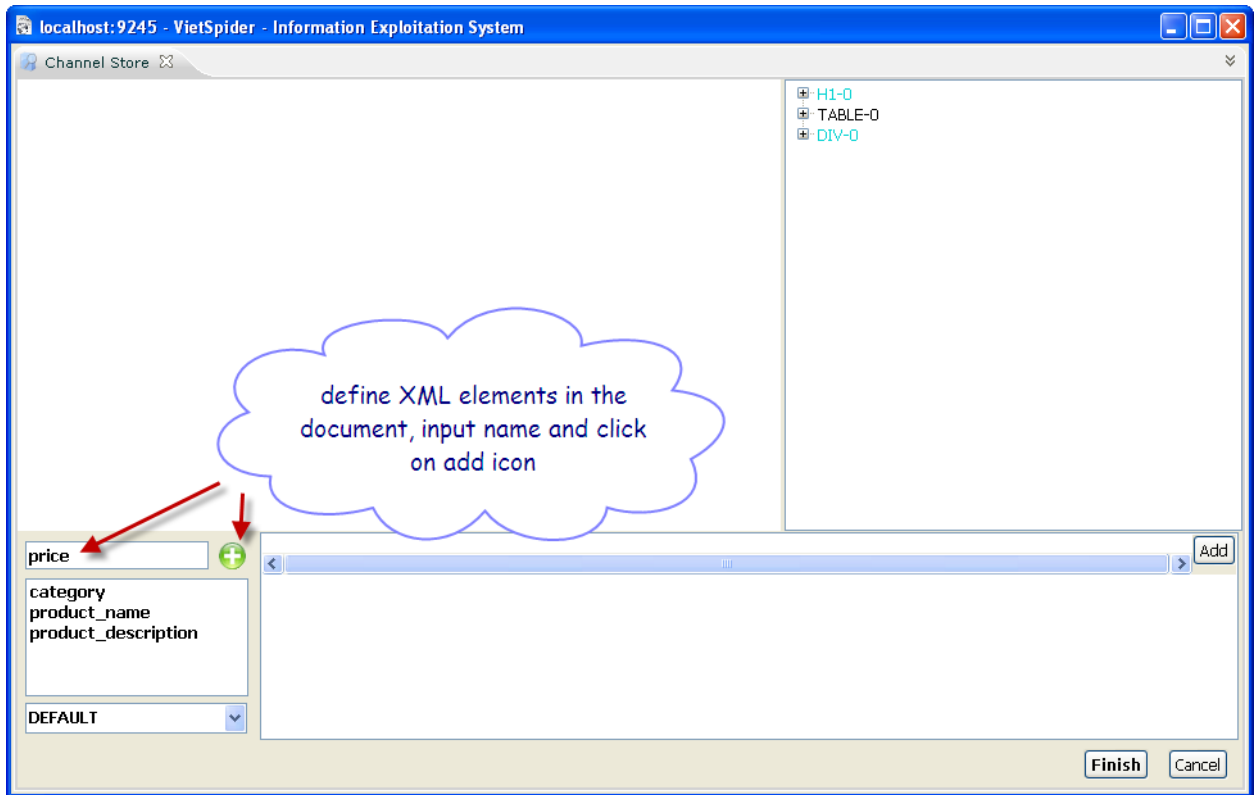 localhost:9245 - VietSpider - Information Exploitation System
Channel Store
H1-0
TABLE-0
DIV-0
define XML elements in the
document, input name and click
on add icon
price
Add
category
product_name
product_description
DEFAULT
Finish
Cancel